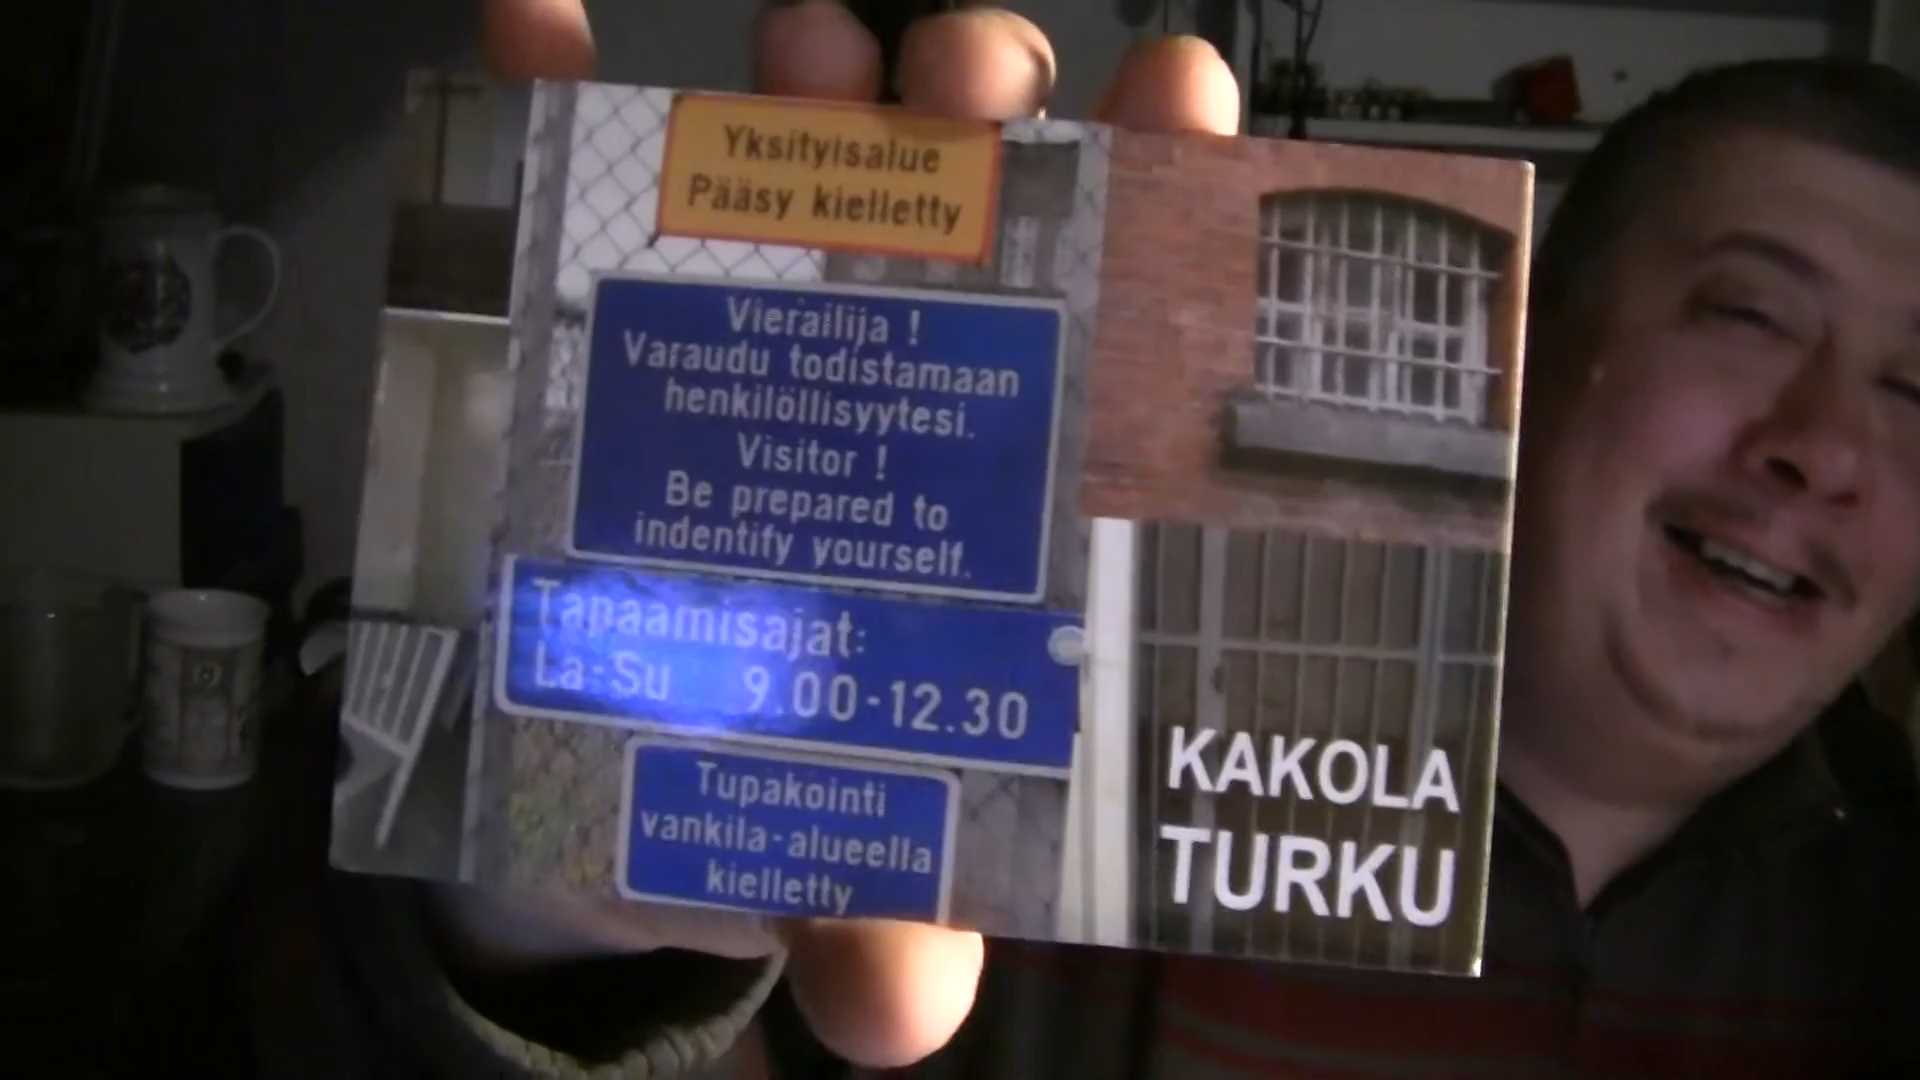 Yksityisalue
Pääsy kielletty
Vierailija !
Varaudu todistamaan
henkilöllisyytesi.
Visitor !
Be prepared to
indentify yourself.
Tapaamisajat:
La-Su 9.00-12.30
Tupakointi
vankila-alueella
kielletty
KAKOLA
TURKU